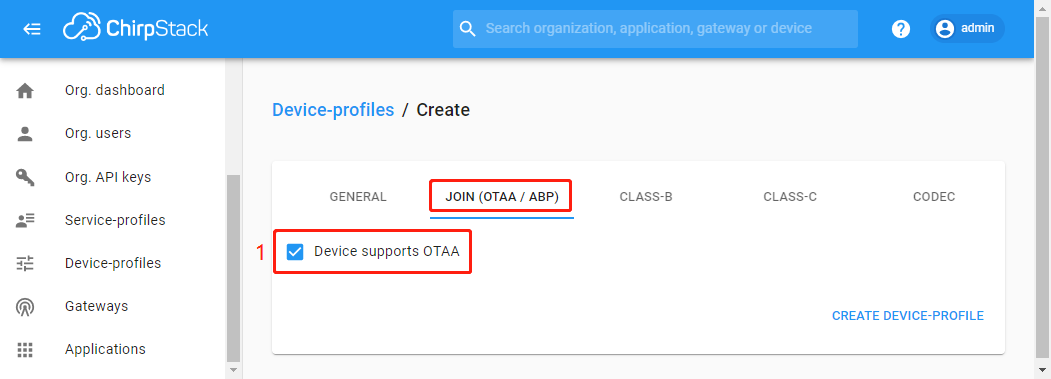 ChirpStack
Search organization, application, gateway or device
? admin
Org. dashboard
Org. users
Org. API keys
Service-profiles
Device-profiles
Gateways
Applications
Device-profiles / Create
GENERAL JOIN (OTAA / ABP) CLASS-B CLASS-C CODEC
1 Device supports OTAA
CREATE DEVICE-PROFILE